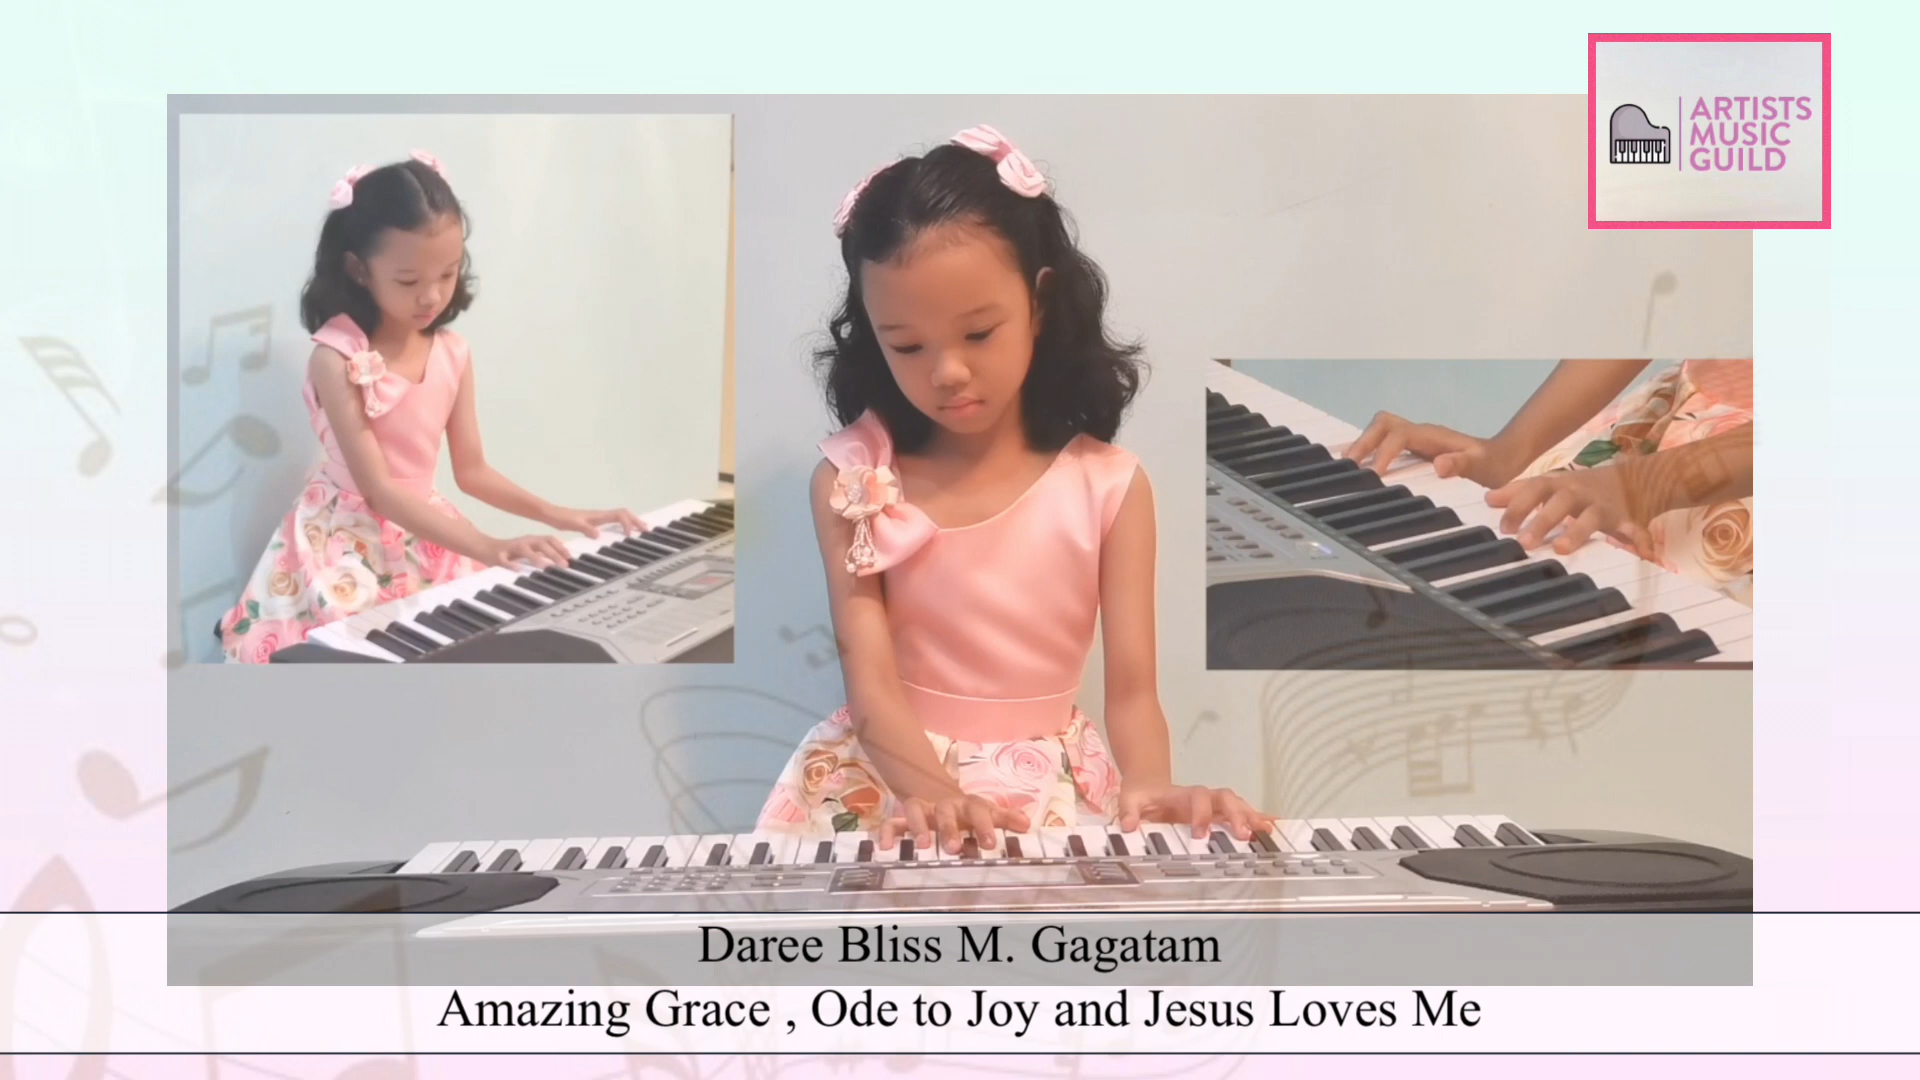 ARTISTS
MUSIC
GUILD
Daree Bliss M. Gagatam
Amazing Grace , Ode to Joy and Jesus Loves Me